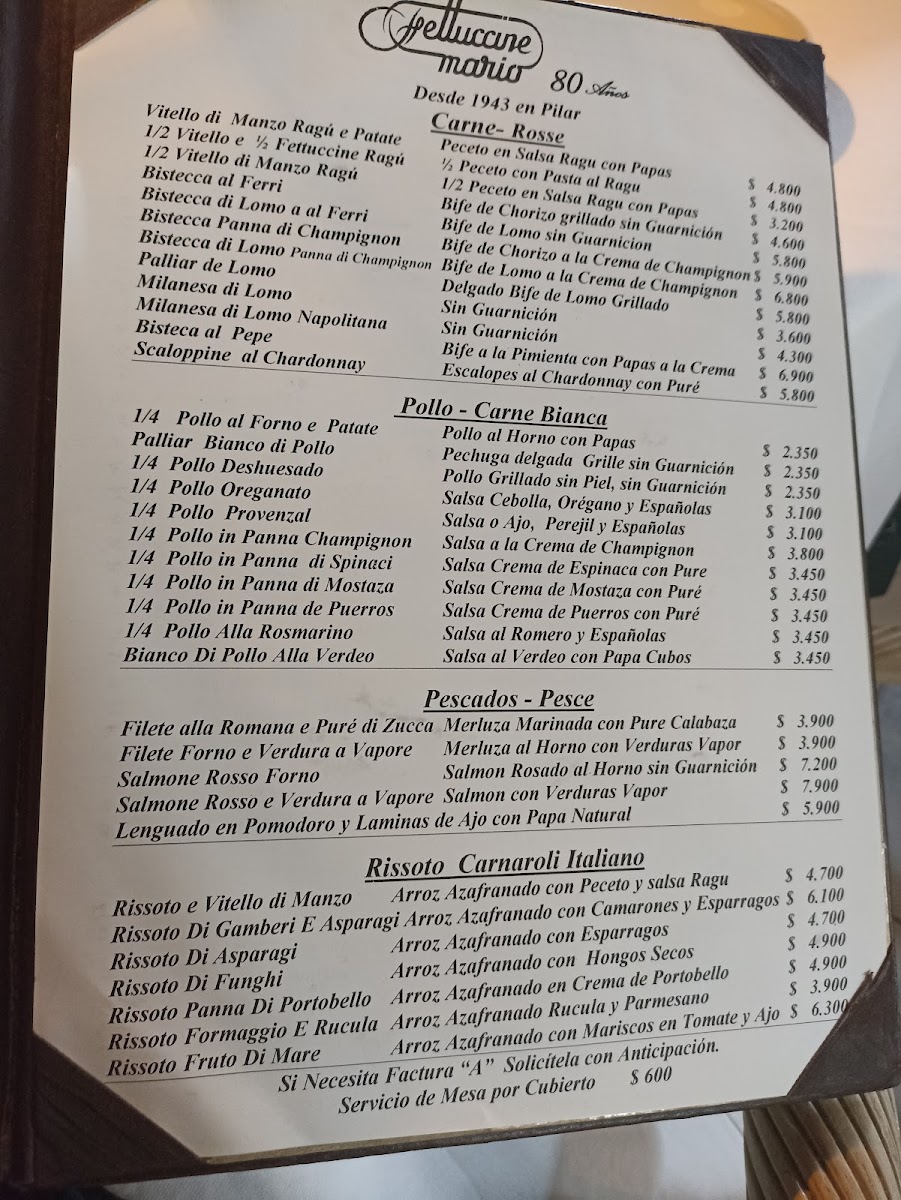 Fettuccine
mario 80 Años
Desde 1943 en Pilar
Carne- Rosse
Vitello di Manzo Ragú e Patate Peceto en Salsa Ragu con Papas $ 4.800
1/2 Vitello e ½ Fettuccine Ragú ½ Peceto con Pasta al Ragu $ 4.800
1/2 Vitello di Manzo Ragú 1/2 Peceto en Salsa Ragu con Papas $ 3.200
Bistecca al Ferri Bife de Chorizo grillado sin Guarnición $ 4.600
Bistecca di Lomo a al Ferri Bife de Lomo sin Guarnicion $ 5.800
Bistecca Panna di Champignon Bife de Chorizo a la Crema de Champignon $ 5.900
Bistecca di Lomo Panna di Champignon Bife de Lomo a la Crema de Champignon $ 6.800
Palliar de Lomo Delgado Bife de Lomo Grillado $ 5.800
Milanesa di Lomo Sin Guarnición $ 3.600
Milanesa di Lomo Napolitana Sin Guarnición $ 4.300
Bisteca al Pepe Bife a la Pimienta con Papas a la Crema $ 6.900
Scaloppine al Chardonnay Escalopes al Chardonnay con Puré $ 5.800
Pollo - Carne Bianca
1/4 Pollo al Forno e Patate Pollo al Horno con Papas $ 2.350
Palliar Bianco di Pollo Pechuga delgada Grille sin Guarnición $ 2.350
1/4 Pollo Deshuesado Pollo Grillado sin Piel, sin Guarnición $ 2.350
1/4 Pollo Oreganato Salsa Cebolla, Orégano y Españolas $ 3.100
1/4 Pollo Provenzal Salsa o Ajo, Perejil y Españolas $ 3.100
1/4 Pollo in Panna Champignon Salsa a la Crema de Champignon $ 3.800
1/4 Pollo in Panna di Spinaci Salsa Crema de Espinaca con Pure $ 3.450
1/4 Pollo in Panna di Mostaza Salsa Crema de Mostaza con Puré $ 3.450
1/4 Pollo in Panna de Puerros Salsa Crema de Puerros con Puré $ 3.450
1/4 Pollo Alla Rosmarino Salsa al Romero y Españolas $ 3.450
Bianco Di Pollo Alla Verdeo Salsa al Verdeo con Papa Cubos $ 3.450
Pescados - Pesce
Filete alla Romana e Puré di Zucca Merluza Marinada con Pure Calabaza $ 3.900
Filete Forno e Verdura a Vapore Merluza al Horno con Verduras Vapor $ 3.900
Salmone Rosso Forno Salmon Rosado al Horno sin Guarnición $ 7.200
Salmone Rosso e Verdura a Vapore Salmon con Verduras Vapor $ 7.900
Lenguado en Pomodoro y Laminas de Ajo con Papa Natural $ 5.900
Rissoto Carnaroli Italiano
Rissoto e Vitello di Manzo Arroz Azafranado con Peceto y salsa Ragu $ 4.700
Rissoto Di Gamberi E Asparagi Arroz Azafranado con Camarones y Esparragos $ 6.100
Rissoto Di Asparagi Arroz Azafranado con Esparragos $ 4.700
Rissoto Di Funghi Arroz Azafranado con Hongos Secos $ 4.900
Rissoto Panna Di Portobello Arroz Azafranado en Crema de Portobello $ 4.900
Rissoto Formaggio E Rucula Arroz Azafranado Rucula y Parmesano $ 3.900
Rissoto Fruto Di Mare Arroz Azafranado con Mariscos en Tomate y Ajo $ 6.300
Si Necesita Factura “A” Solicítela con Anticipación.
Servicio de Mesa por Cubierto $ 600